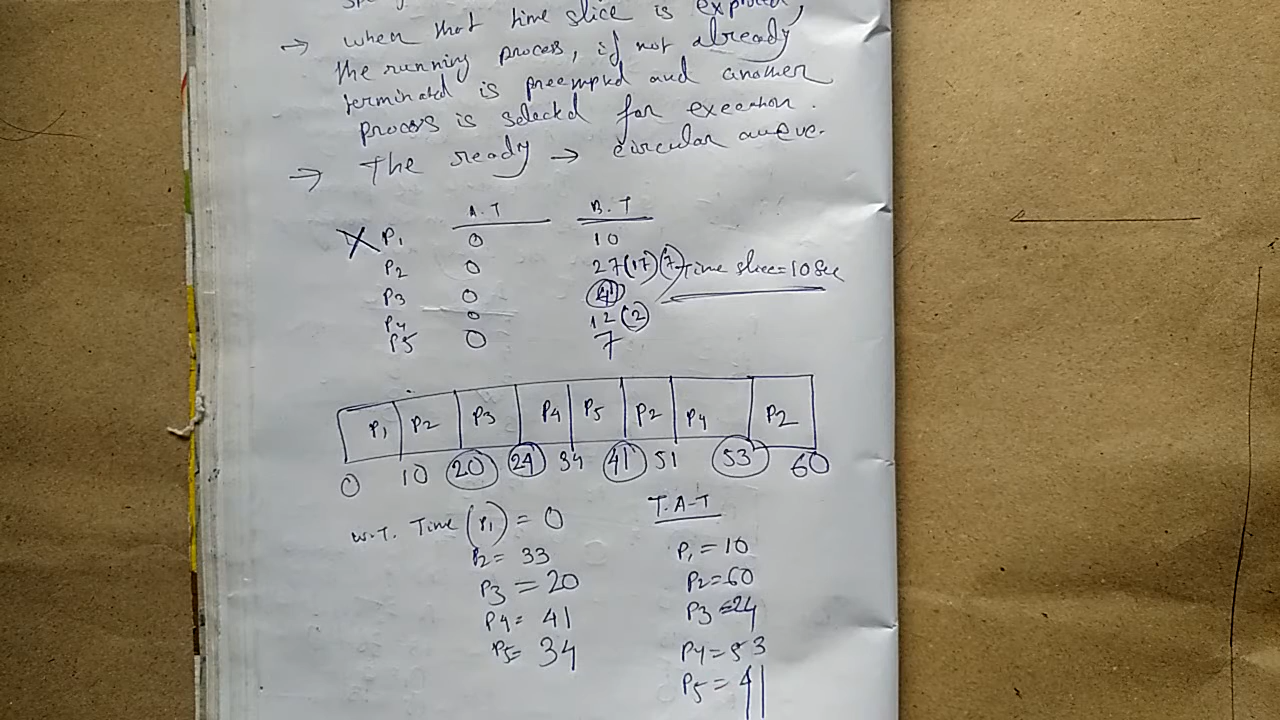 → when that time slice is expired,
the running process, if not already
terminated is preempted and another
process is selected for execution.
→ The ready → circular queue.
A.T B.T
P1 0 10
P2 0 27(17)(7) Time slice=10 sec
P3 0
P4 0 12(2)
P5 0 7
P1 P2 P3 P4 P5 P2 P4 P2
0 10 20 24 34 41 51 53 60
W.T. Time (P1) = 0 T.A-T
P2= 33 P1=10
P3=20 P2=60
P4= 41 P3=24
P5= 34 P4=53
P5=41